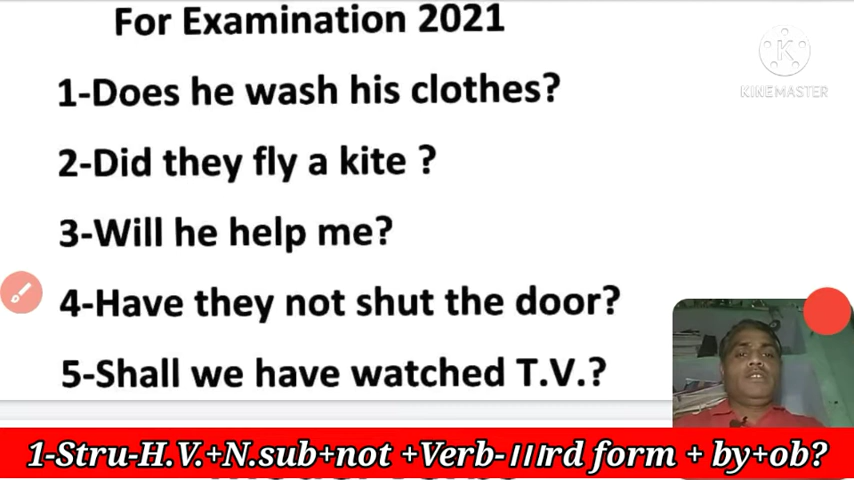 For Examination 2021
KINEMASTER
1-Does he wash his clothes?
2-Did they fly a kite ?
3-Will he help me?
4-Have they not shut the door?
5-Shall we have watched T.V.?
1-Stru-H.V.+N.sub+not +Verb-IIIrd form + by+ob?